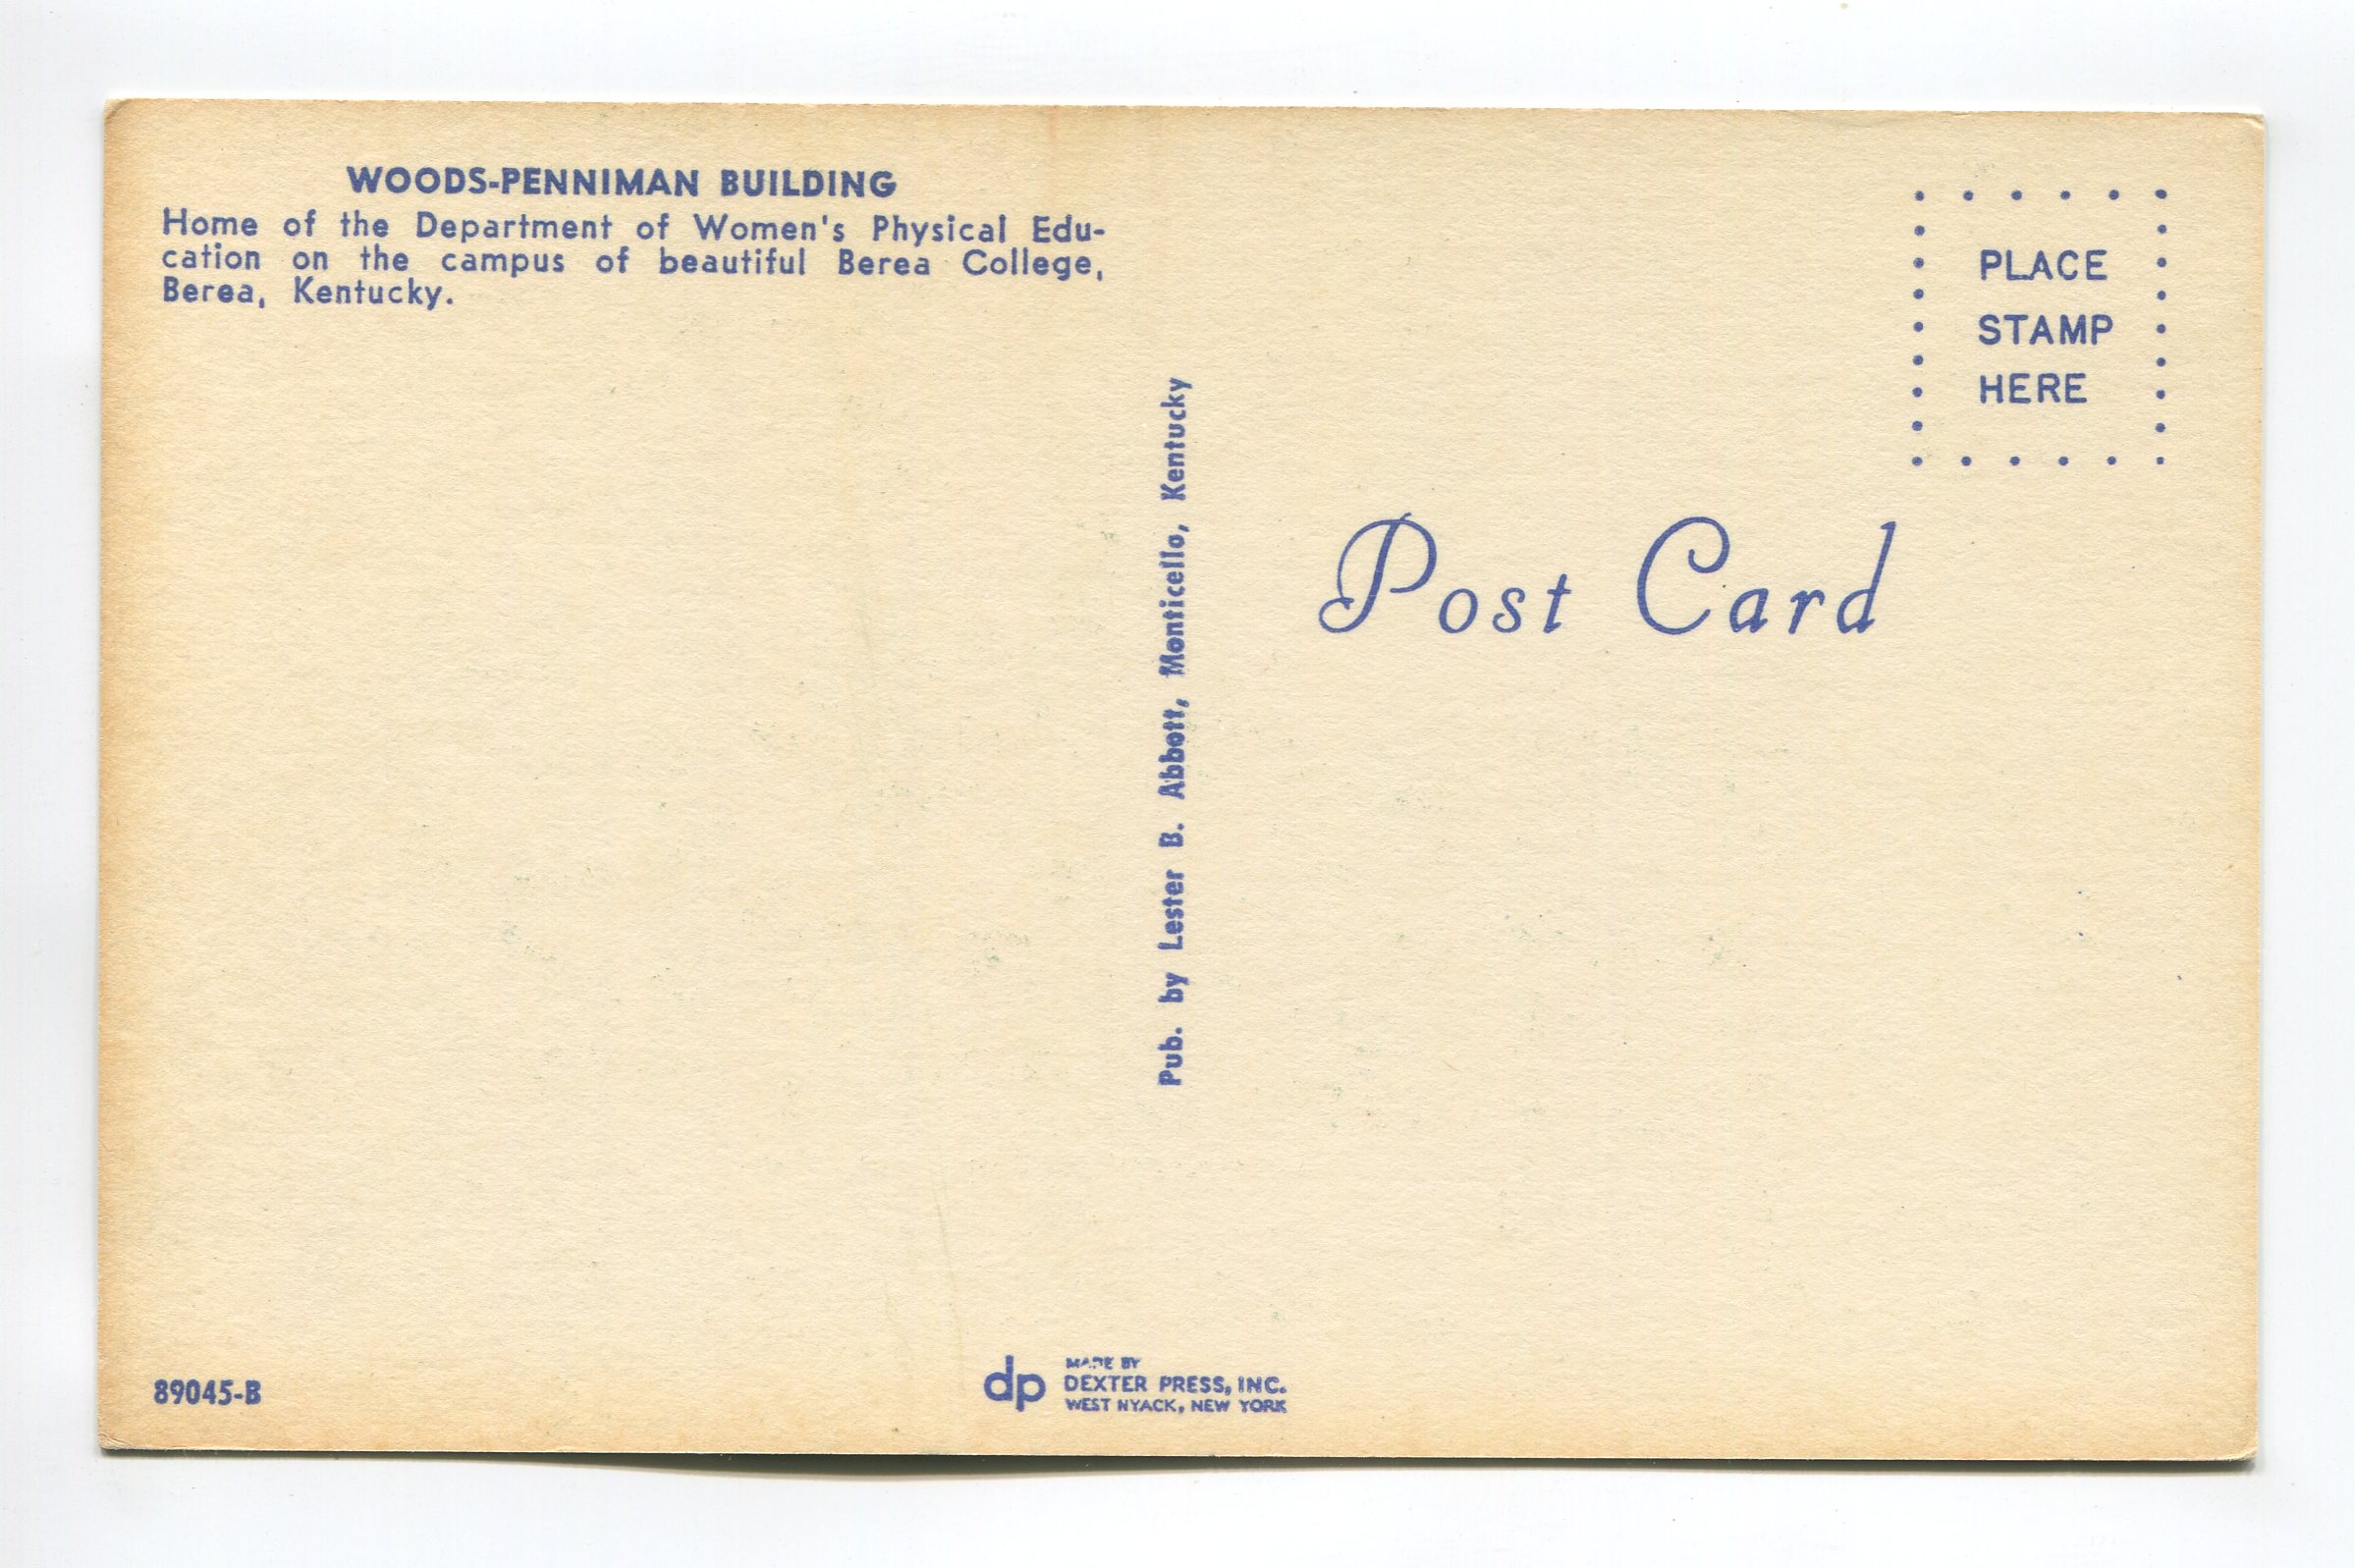 WOODS-PENNIMAN BUILDING
Home of the Department of Women's Physical Edu-
cation on the campus of beautiful Berea College,
Berea, Kentucky.
PLACE
STAMP
HERE
Post Card
Pub. by Lester B. Abbott, Monticello, Kentucky
89045-B
dp
MADE BY
DEXTER PRESS, INC.
WEST NYACK, NEW YORK